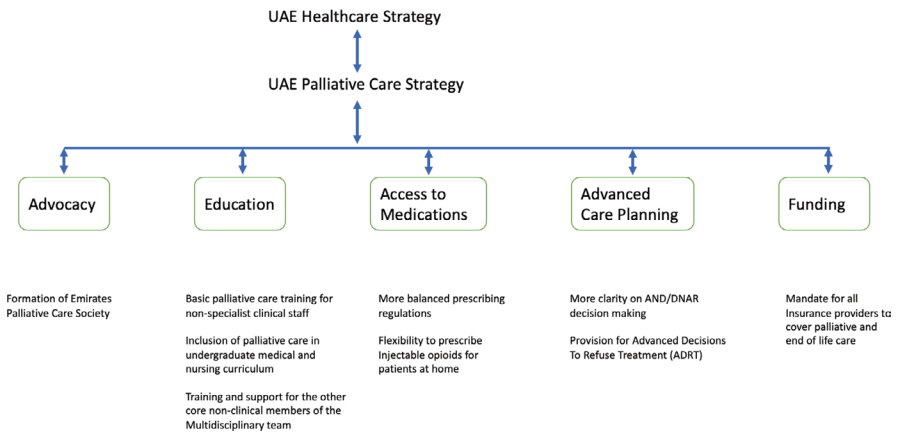 UAE Healthcare Strategy
UAE Palliative Care Strategy
Advocacy
Education
Access to
Medications
Advanced
Care Planning
Funding
Formation of Emirates
Palliative Care Society
Basic palliative care training for
non-specialist clinical staff
Inclusion of palliative care in
undergraduate medical and
nursing curriculum
Training and support for the other
core non-clinical members of the
Multidisciplinary team
More balanced prescribing
regulations
Flexibility to prescribe
Injectable opioids for
patients at home
More clarity on AND/DNAR
decision making
Provision for Advanced Decisions
To Refuse Treatment (ADRT)
Mandate for all
Insurance providers to
cover palliative and
end of life care